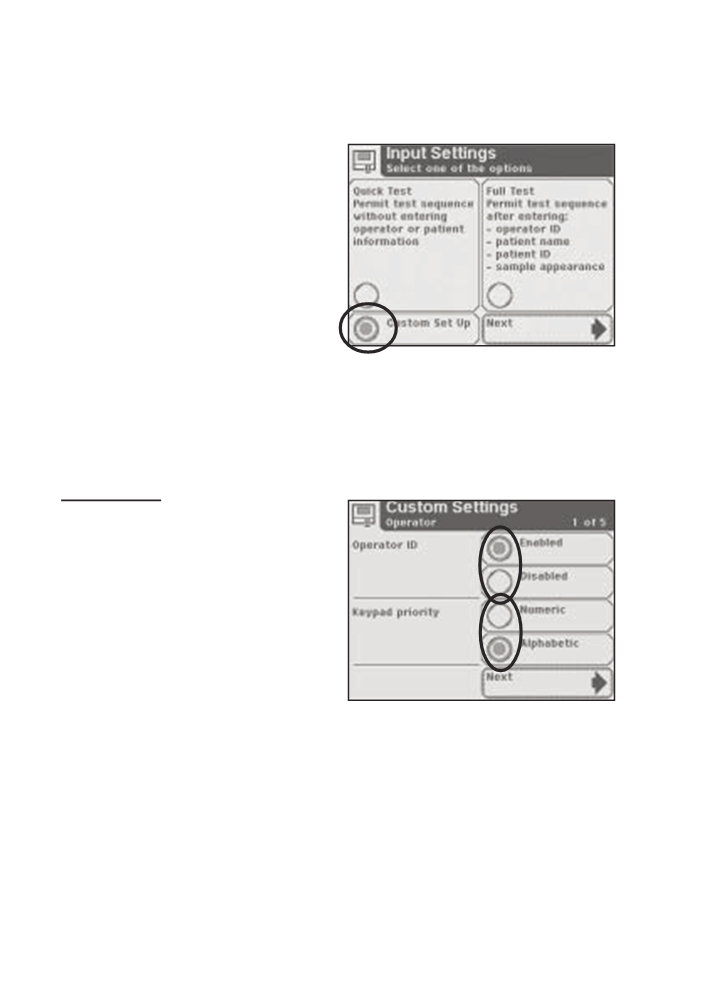 Input Settings
Select one of the options
Quick Test
Permit test sequence
without entering
operator or patient
information
Full Test
Permit test sequence
after entering:
- operator ID
- patient name
- patient ID
- sample appearance
Custom Set Up
Next
Custom Settings
Operator
1 of 5
Operator ID
Enabled
Disabled
Keypad priority
Numeric
Alphabetic
Next